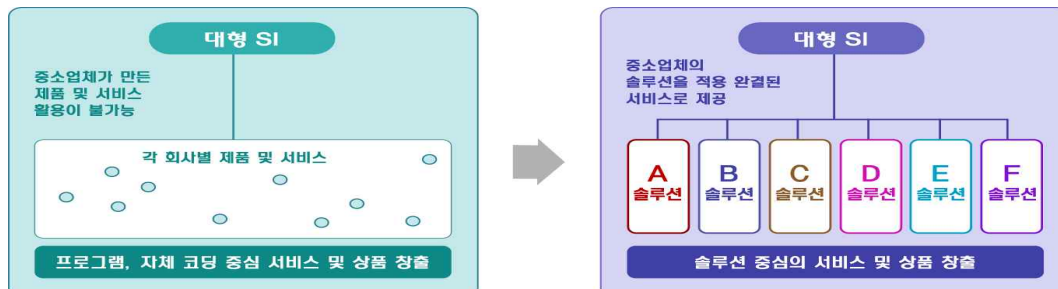 대형 SI
중소업체가 만든
제품 및 서비스
활용이 불가능
각 회사별 제품 및 서비스
프로그램, 자체 코딩 중심 서비스 및 상품 창출
대형 SI
중소업체의
솔루션을 적용 완결된
서비스로 제공
A
솔루션
B
솔루션
C
솔루션
D
솔루션
E
솔루션
F
솔루션
솔루션 중심의 서비스 및 상품 창출